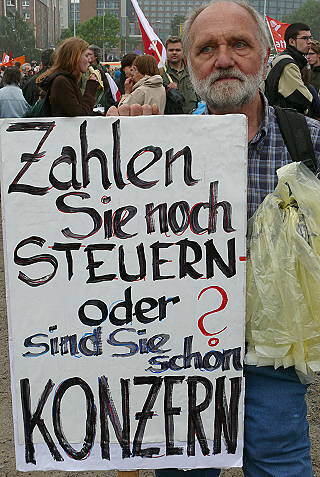 Zahlen
Sie noch
STEUERN
oder ?
sind Sie schon
KONZERN